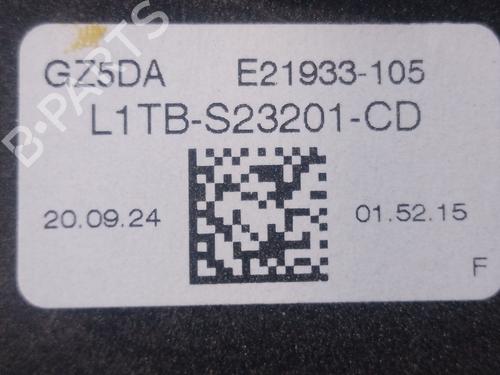 GZ5DA E21933-105
L1TB-S23201-CD
20.09.24 01.52.15
F
B-PARTS